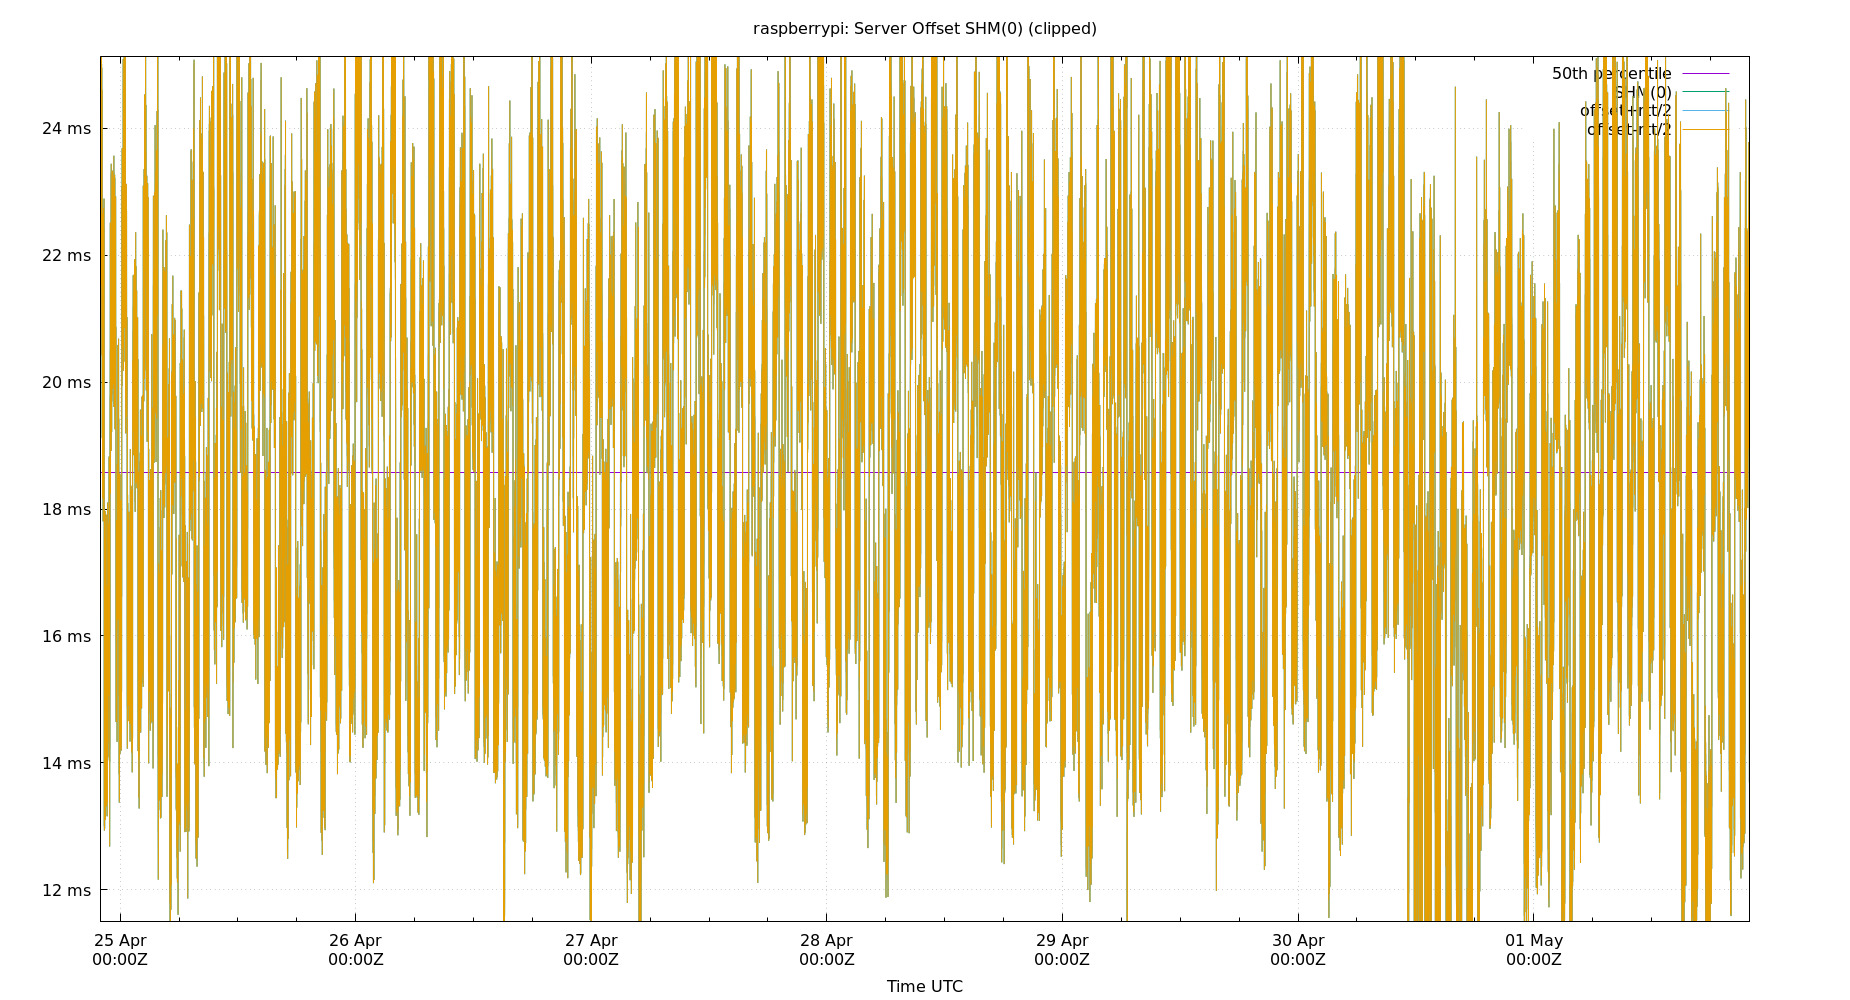 raspberrypi: Server Offset SHM(0) (clipped)
50th percentile
SHM(0)
offset+rtt/2
offset-rtt/2
24 ms
22 ms
20 ms
18 ms
16 ms
14 ms
12 ms
25 Apr
00:00Z
26 Apr
00:00Z
27 Apr
00:00Z
28 Apr
00:00Z
29 Apr
00:00Z
30 Apr
00:00Z
01 May
00:00Z
Time UTC